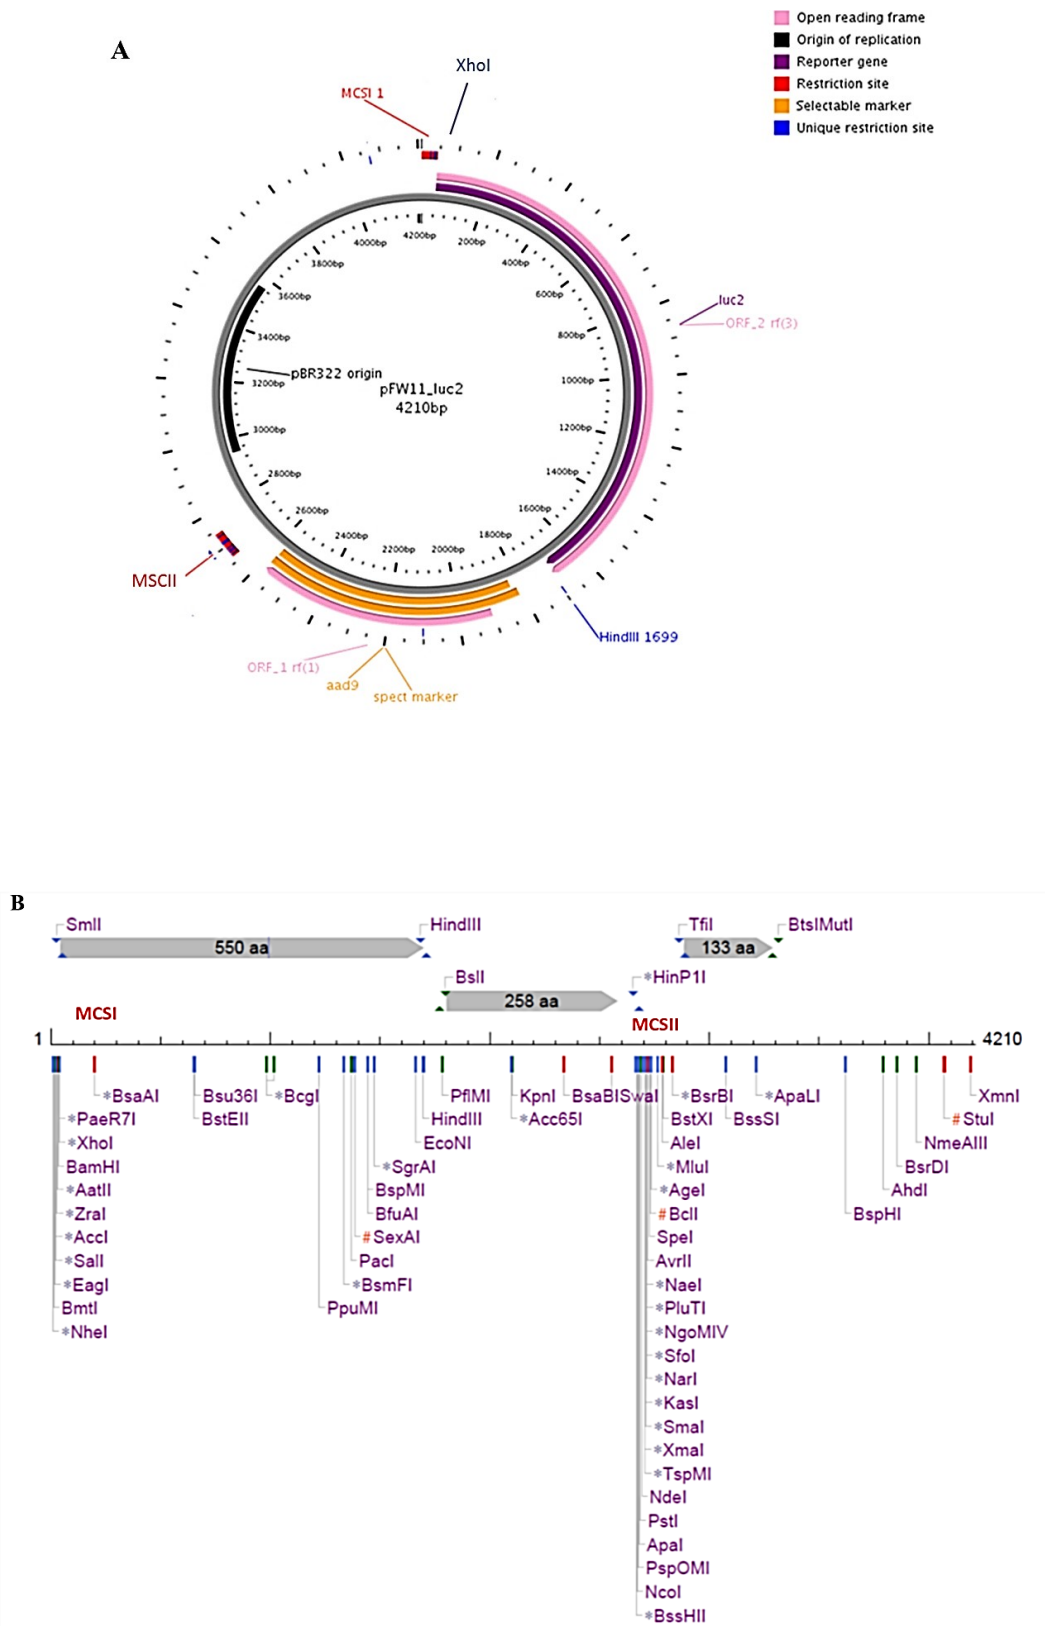 A
Open reading frame
Origin of replication
Reporter gene
Restriction site
Selectable marker
Unique restriction site
XhoI
MCSI 1
4200bp
200bp
400bp
600bp
800bp
1000bp
1200bp
1400bp
1600bp
1800bp
2000bp
2200bp
2400bp
2600bp
2800bp
3000bp
3200bp
3400bp
3600bp
3800bp
4000bp
luc2
ORF_2 rf(3)
pBR322 origin
pFW11_luc2
4210bp
MSCII
HindIII 1699
ORF_1 rf(1)
aad9
spect marker
B
SmlI
HindIII
TfiI
BtsIMutI
550 aa
133 aa
BslI
*HinP1I
258 aa
MCSI
MCSII
1
4210
*BsaAI
Bsu36I
*BcgI
PflMI
KpnI
BsaBI
SwaI
*BsrBI
*ApaLI
XmnI
*PaeR7I
BstEII
HindIII
*Acc65I
BstXI
BssSI
#StuI
*XhoI
EcoNI
AleI
NmeAIII
BamHI
*SgrAI
*MluI
BsrDI
*AatII
BspMI
*AgeI
AhdI
*ZraI
BfuAI
#BclI
BspHI
*AccI
#SexAI
SpeI
*SalI
PacI
AvrII
*EagI
*BsmFI
*NaeI
BmtI
PpuMI
*PluTI
*NheI
*NgoMIV
*SfoI
*NarI
*KasI
*SmaI
*XmaI
*TspMI
NdeI
PstI
ApaI
PspOMI
NcoI
*BssHII